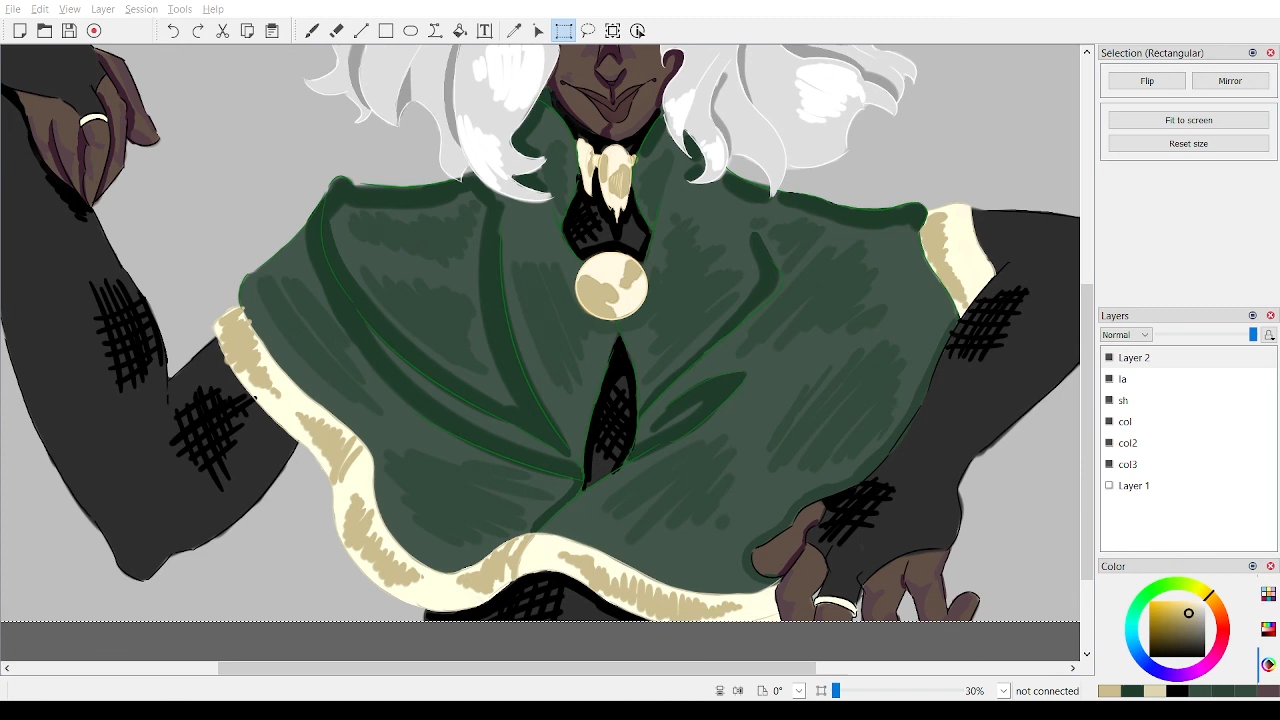 File Edit View Layer Session Tools Help
Selection (Rectangular)
Flip Mirror
Fit to screen
Reset size
Layers
Normal
Layer 2
la
sh
col
col2
col3
Layer 1
Color
0° 30% not connected